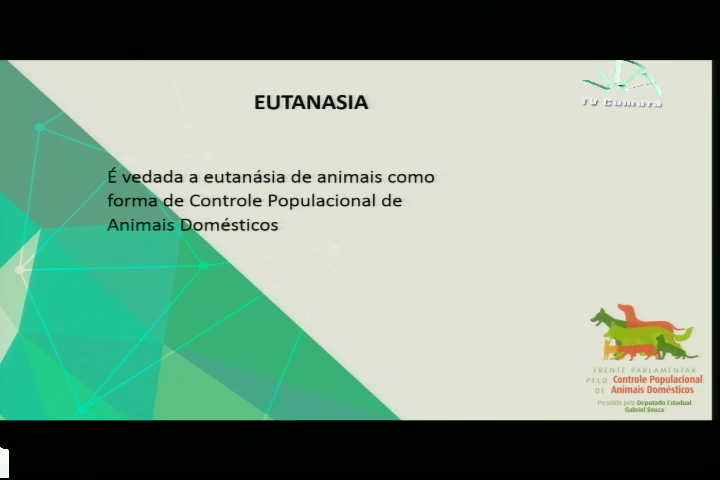 TV Câmara
EUTANASIA
É vedada a eutanásia de animais como
forma de Controle Populacional de
Animais Domésticos
FRENTE PARLAMENTAR
PELO Controle Populacional
DE Animais Domésticos
Presidida pelo Deputado Estadual
Gabriel Souza